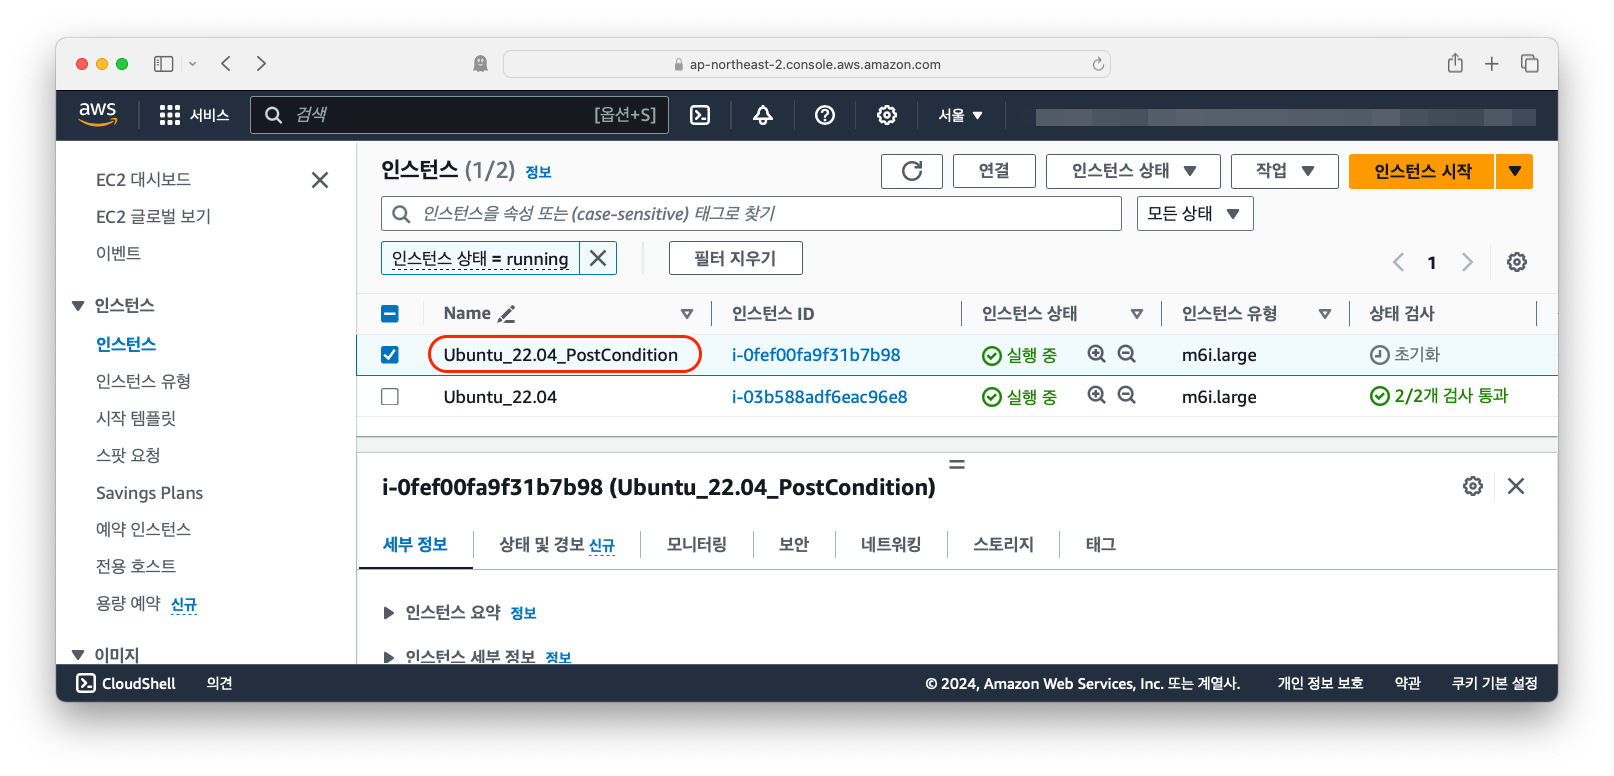 ap-northeast-2.console.aws.amazon.com
aws
서비스
검색
[옵션+S]
서울
EC2 대시보드
EC2 글로벌 보기
이벤트
인스턴스
인스턴스
인스턴스 유형
시작 템플릿
스팟 요청
Savings Plans
예약 인스턴스
전용 호스트
용량 예약 신규
이미지
인스턴스 (1/2) 정보
연결
인스턴스 상태
작업
인스턴스 시작
인스턴스을 속성 또는 (case-sensitive) 태그로 찾기
모든 상태
인스턴스 상태 = running
필터 지우기
1
Name 인스턴스 ID 인스턴스 상태 인스턴스 유형 상태 검사
Ubuntu_22.04_PostCondition i-0fef00fa9f31b7b98 실행 중 m6i.large 초기화
Ubuntu_22.04 i-03b588adf6eac96e8 실행 중 m6i.large 2/2개 검사 통과
i-0fef00fa9f31b7b98 (Ubuntu_22.04_PostCondition)
세부 정보 상태 및 경보 신규 모니터링 보안 네트워킹 스토리지 태그
인스턴스 요약 정보
인스턴스 세부 정보 정보
CloudShell 의견 © 2024, Amazon Web Services, Inc. 또는 계열사. 개인 정보 보호 약관 쿠키 기본 설정